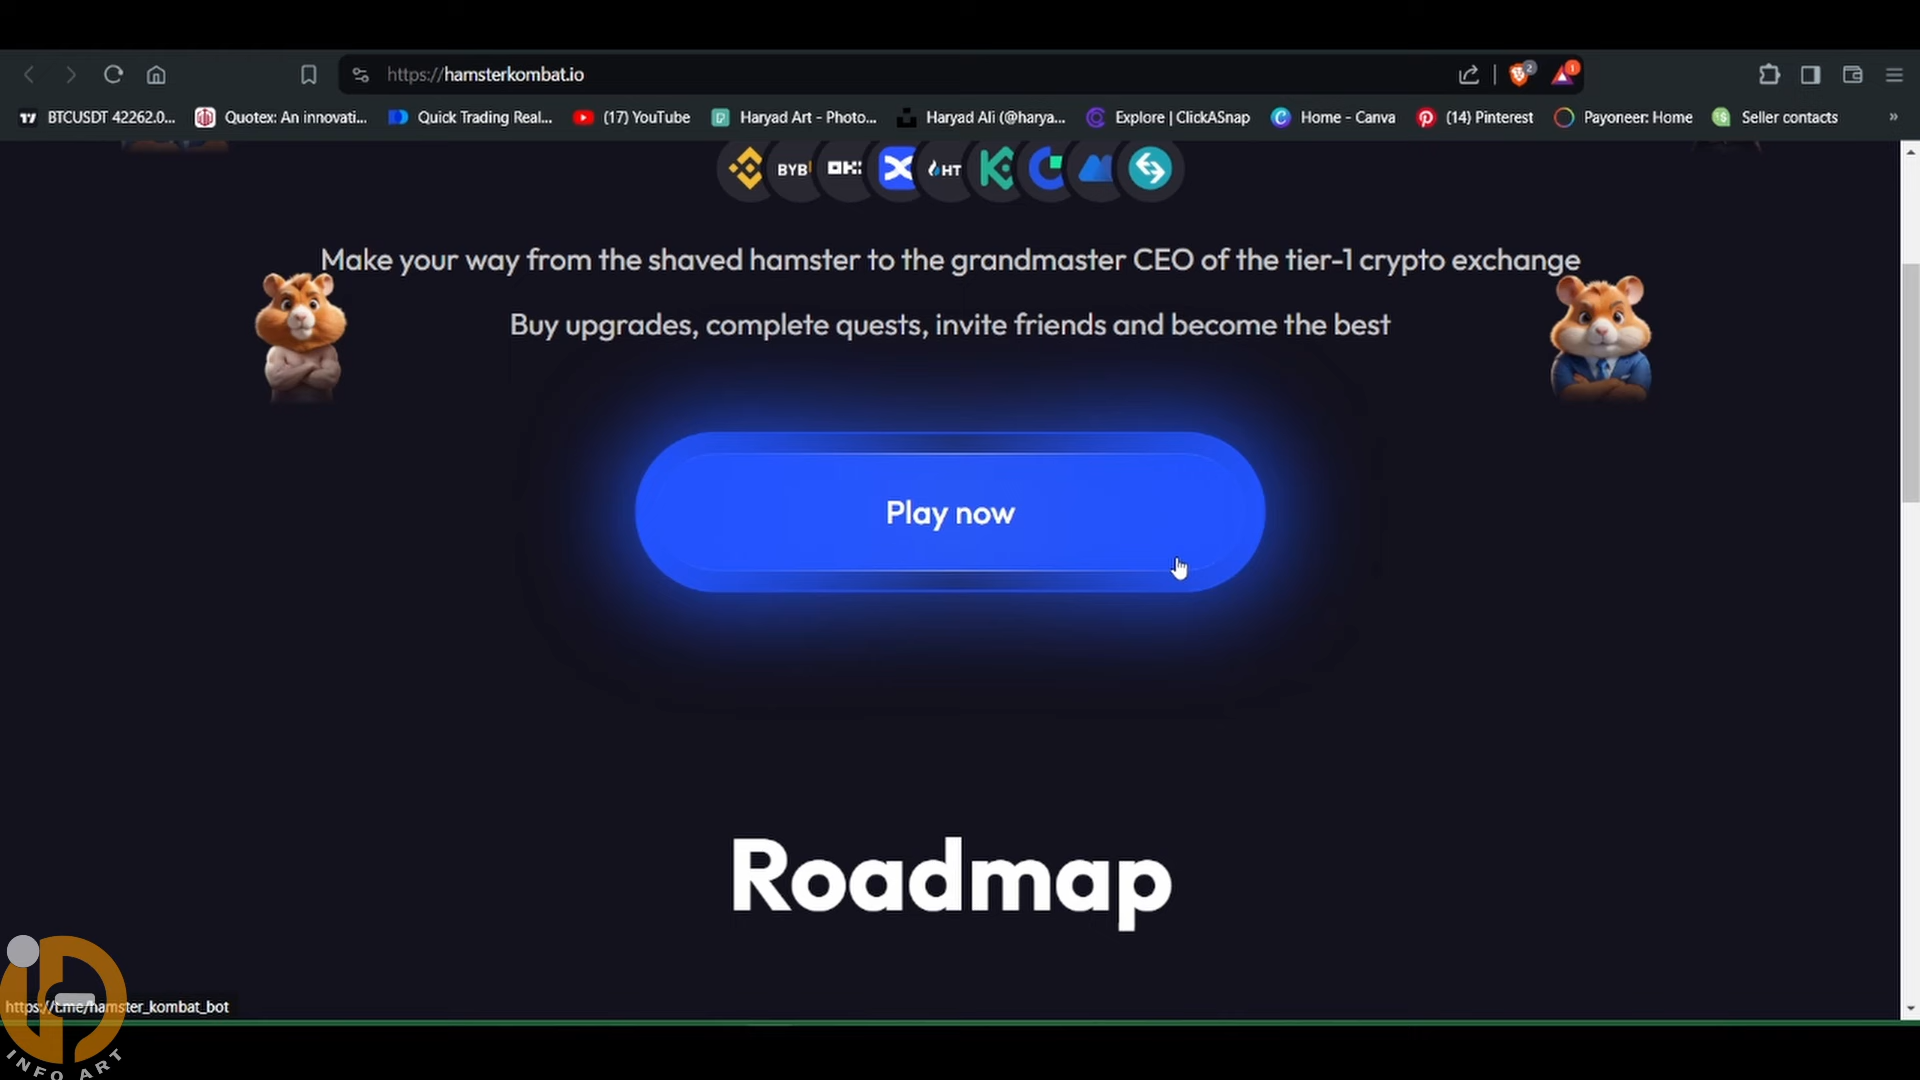 https://hamsterkombat.io
2
1
BTCUSDT 42262.0... Quotex: An innovati... Quick Trading Real... (17) YouTube Haryad Art - Photo... Haryad Ali (@harya... Explore | ClickASnap Home - Canva (14) Pinterest Payoneer: Home Seller contacts »
BYB HT
Make your way from the shaved hamster to the grandmaster CEO of the tier-1 crypto exchange
Buy upgrades, complete quests, invite friends and become the best
Play now
Roadmap
https://t.me/hamster_kombat_bot
INFO ART